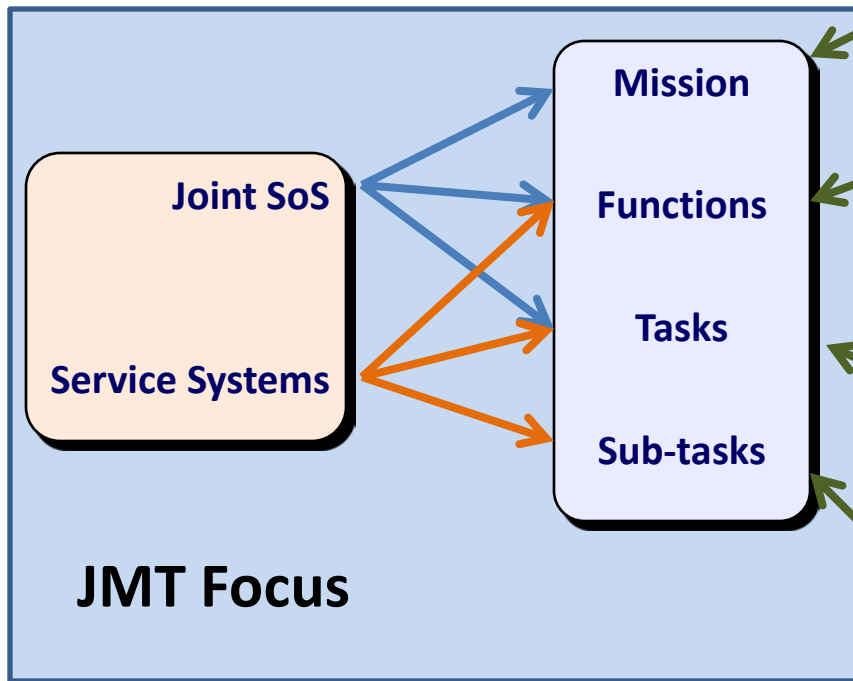 Joint SoS
Service Systems
Mission
Functions
Tasks
Sub-tasks
JMT Focus